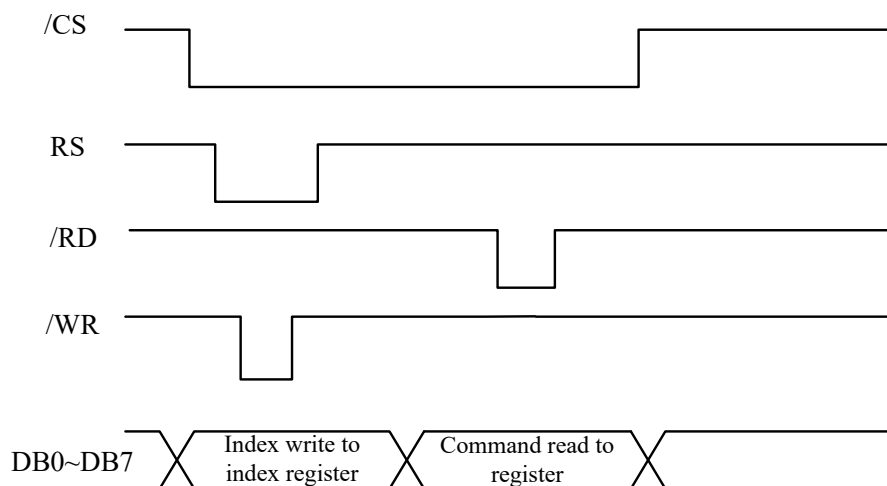 /CS
RS
/RD
/WR
DB0~DB7
Index write to
index register
Command read to
register